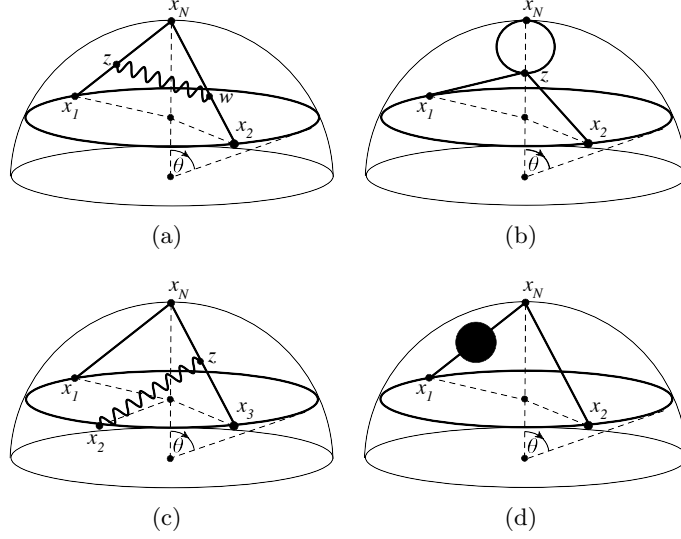 x_N
x_N
z
w
z
x_1
x_2
x_1
x_2
θ
θ
(a)
(b)
x_N
x_N
z
x_1
x_2
x_3
x_1
x_2
θ
θ
(c)
(d)